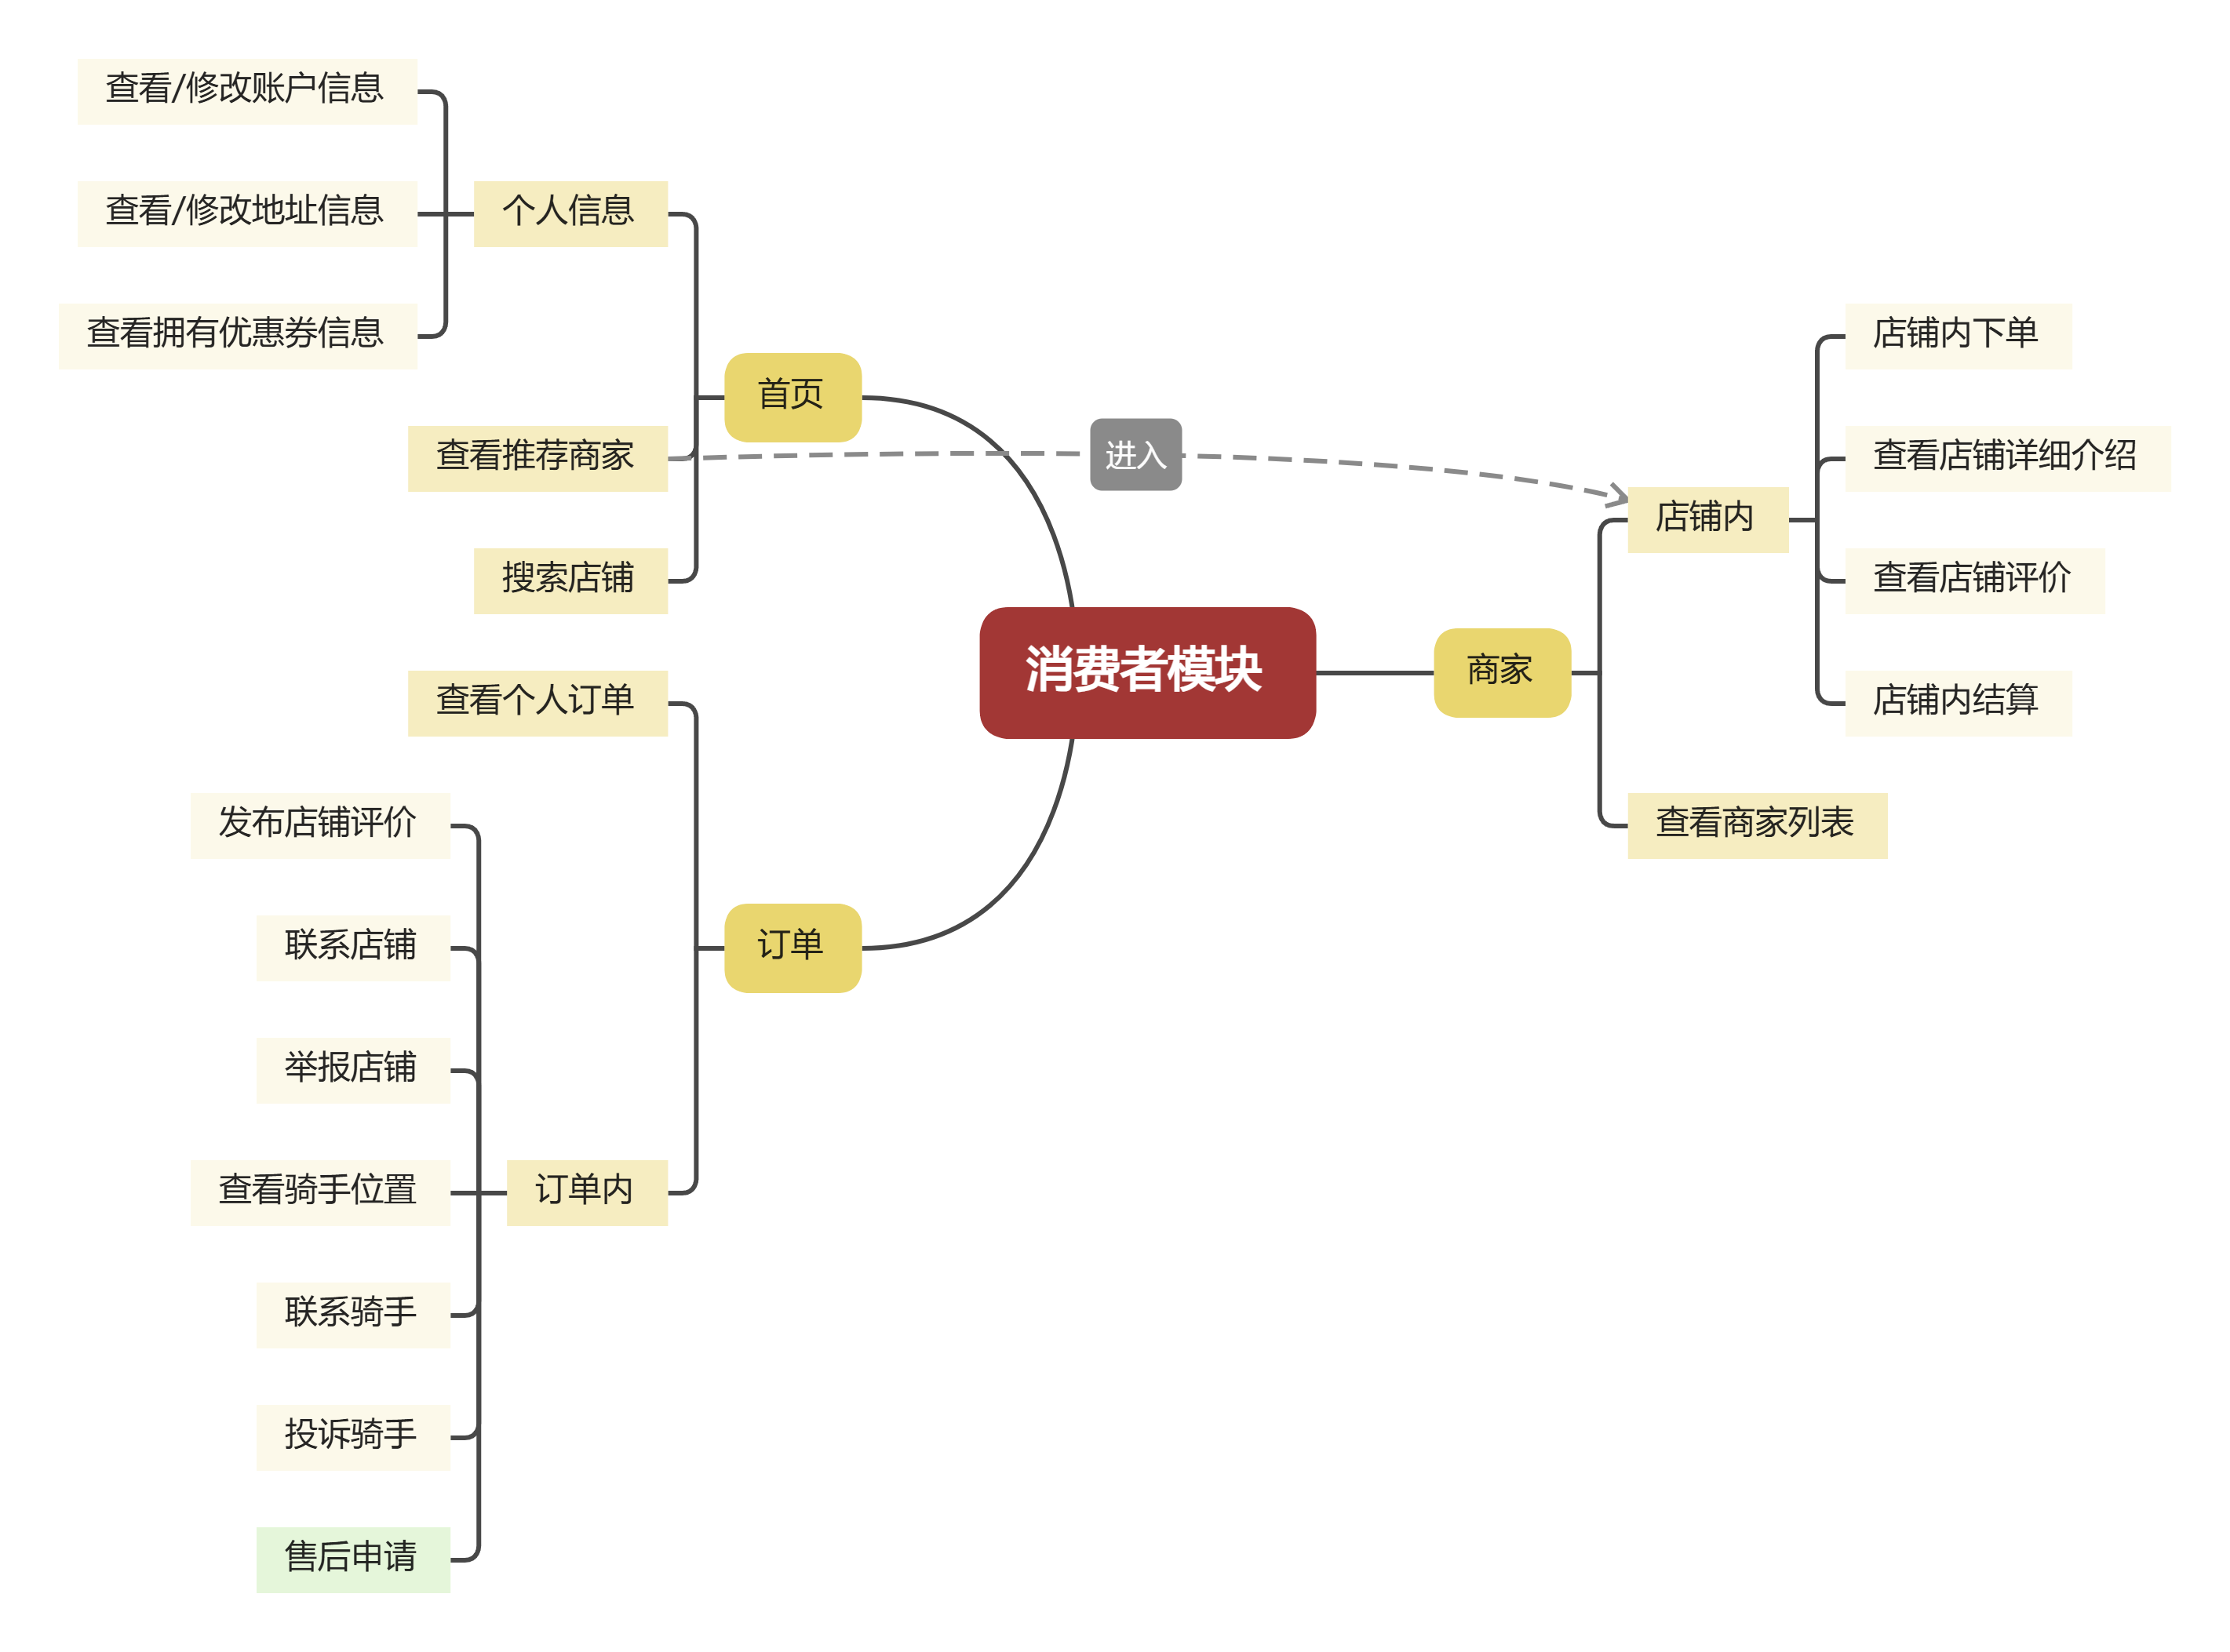 查看/修改账户信息
查看/修改地址信息
个人信息
查看拥有优惠券信息
首页
查看推荐商家
搜索店铺
进入
店铺内下单
查看店铺详细介绍
店铺内
查看店铺评价
店铺内结算
消费者模块
商家
查看商家列表
查看个人订单
发布店铺评价
联系店铺
订单
举报店铺
查看骑手位置
订单内
联系骑手
投诉骑手
售后申请